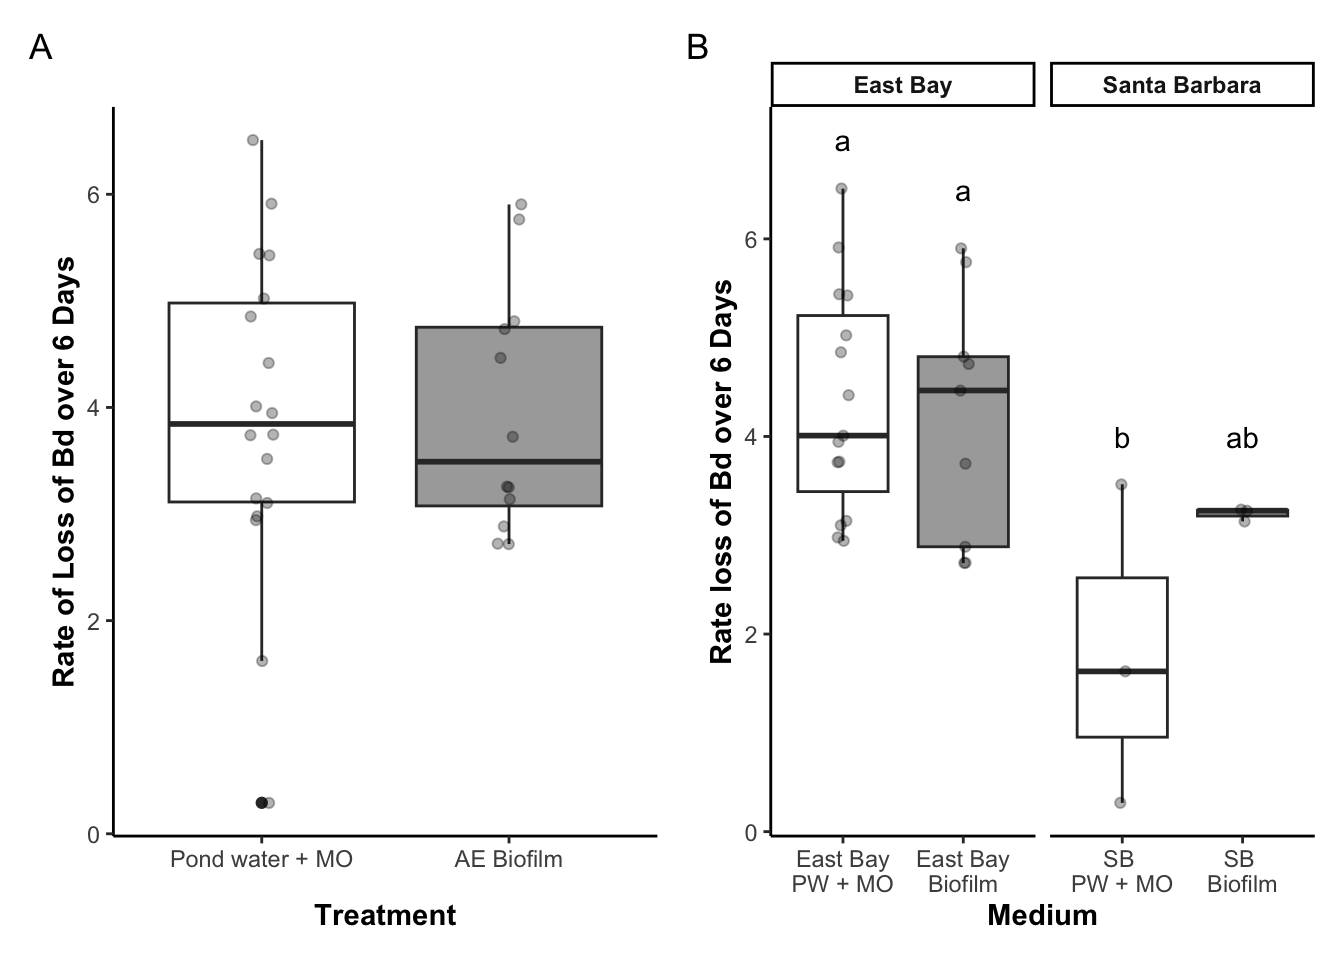 A
Rate of Loss of Bd over 6 Days
6
4
2
0
Pond water + MO
AE Biofilm
Treatment
B
East Bay
Santa Barbara
a
a
b
ab
Rate loss of Bd over 6 Days
6
4
2
0
East Bay
PW + MO
East Bay
Biofilm
SB
PW + MO
SB
Biofilm
Medium